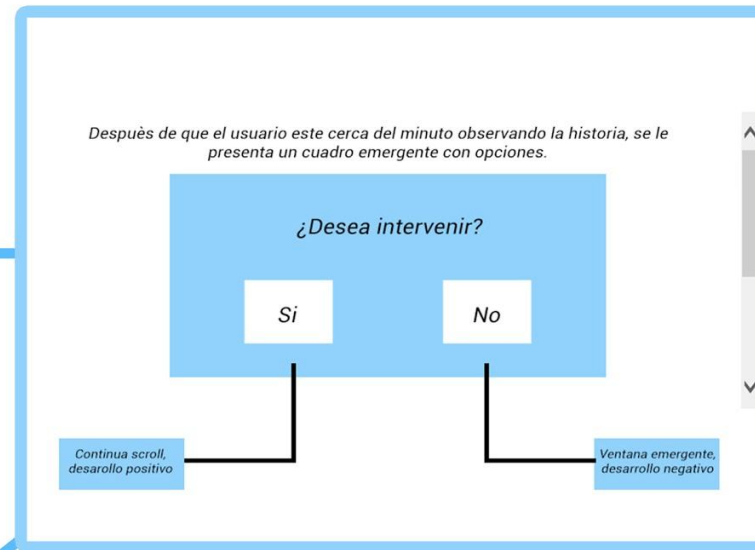 Despuès de que el usuario este cerca del minuto observando la historia, se le
presenta un cuadro emergente con opciones.
¿Desea intervenir?
Si
No
Continua scroll,
desarollo positivo
Ventana emergente,
desarrollo negativo